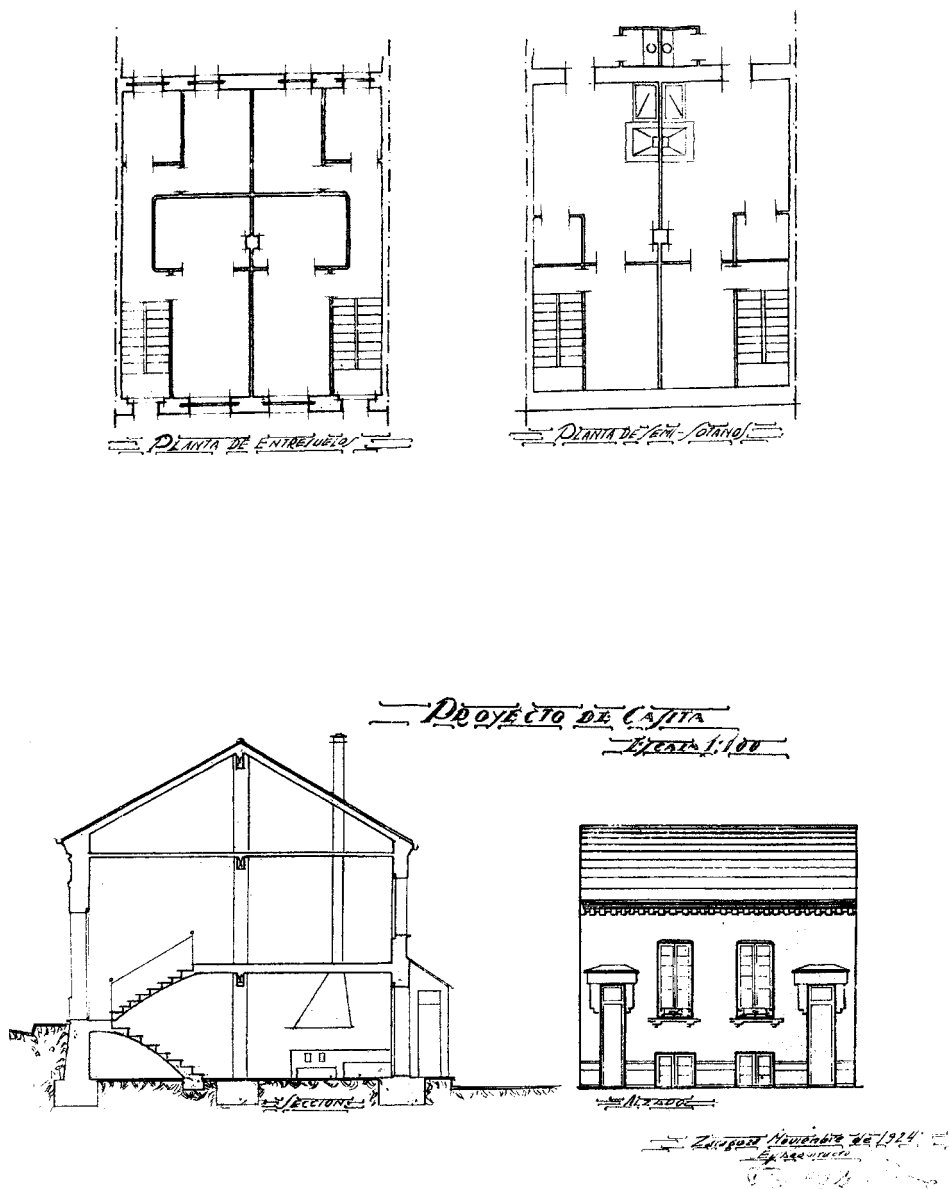 PLANTA DE ENTRESUELOS
PLANTA DE SEMI-SOTANOS
PROYECTO DE CASITA
ESCALA 1:100
SECCION
ALZADO
Zaragoza Noviembre de 1924
El Arquitecto